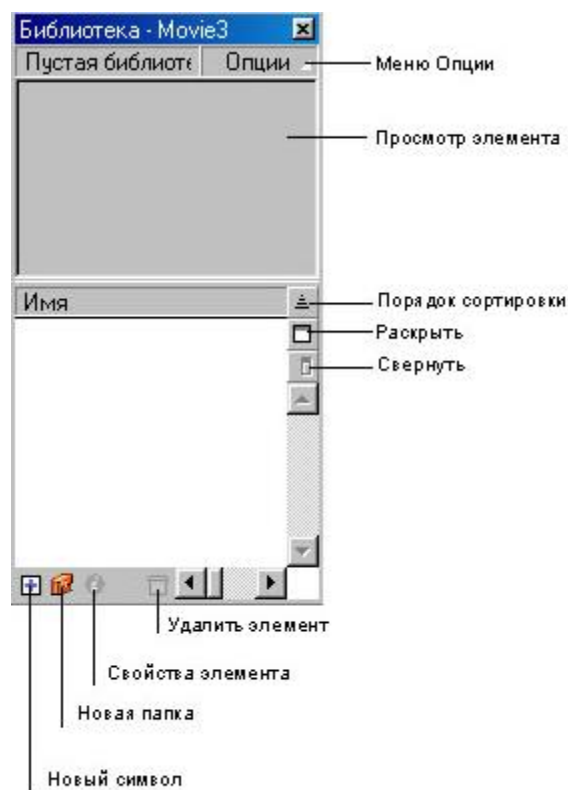 Библиотека - Movie3
Пустая библиоте Опции
Меню Опции
Просмотр элемента
Имя
Порядок сортировки
Раскрыть
Свернуть
Удалить элемент
Свойства элемента
Новая папка
Новый символ